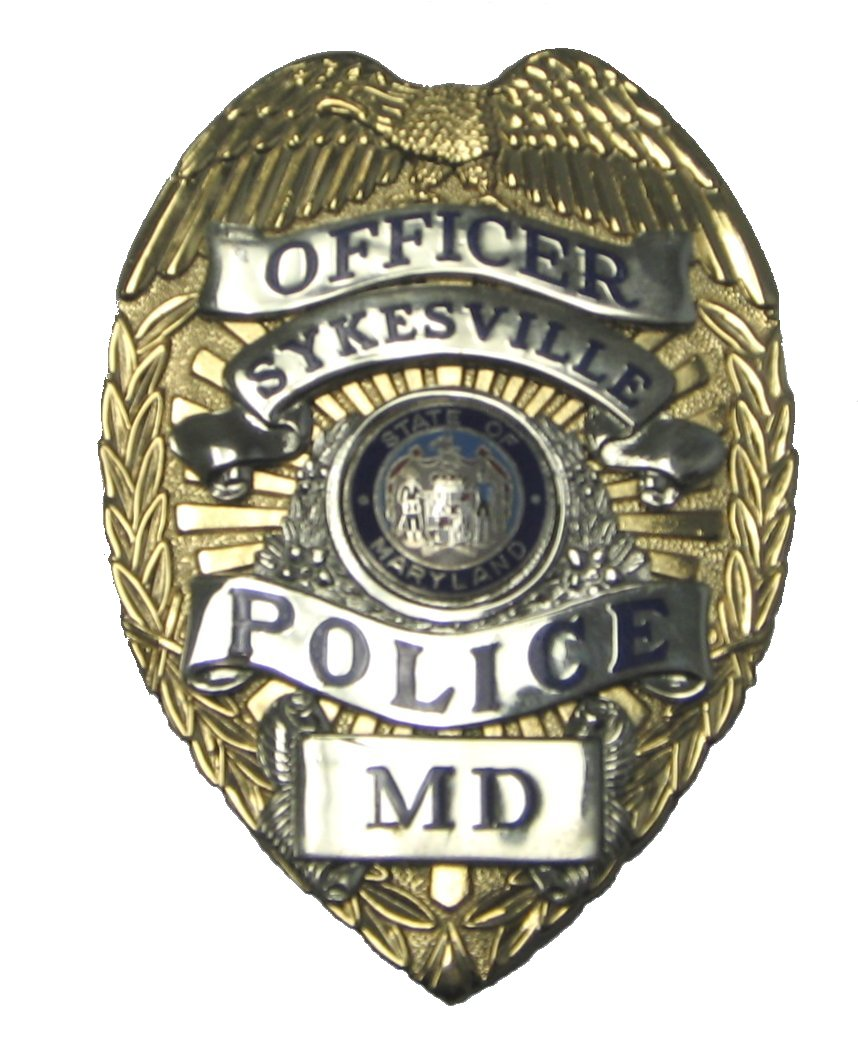 OFFICER
SYKESVILLE
STATE OF
MARYLAND
POLICE
MD